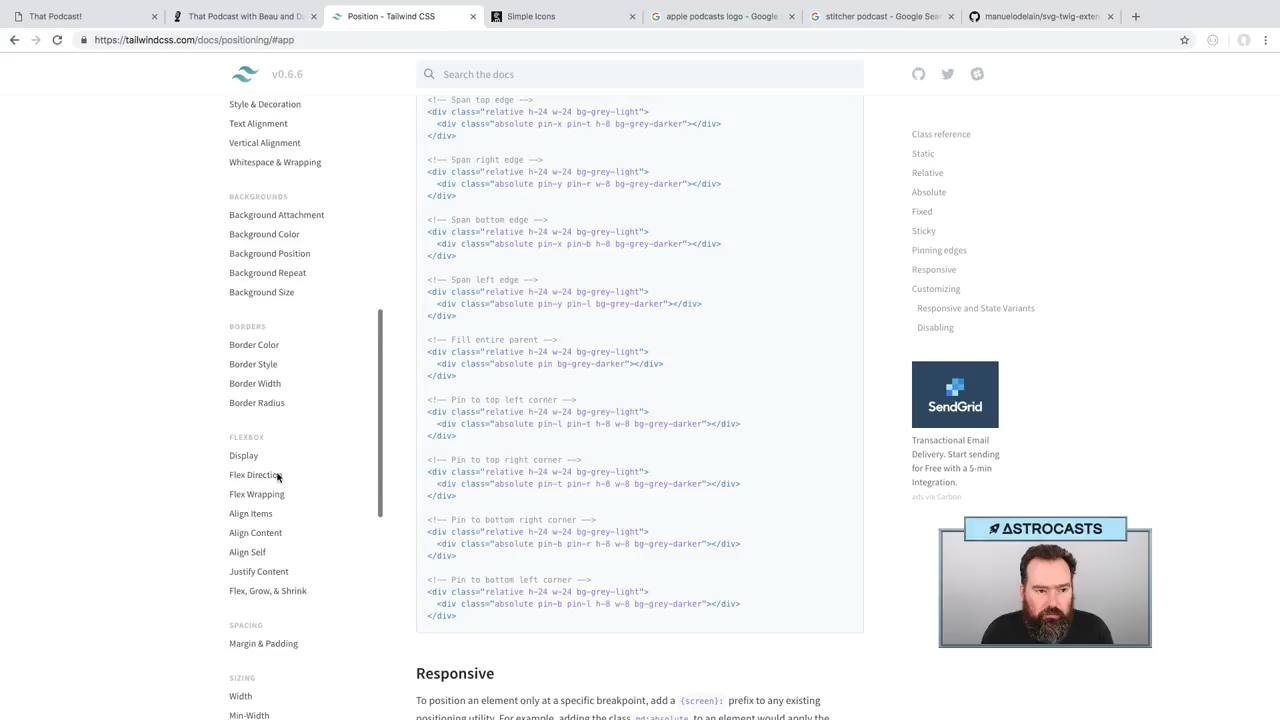 That Podcast!
That Podcast with Beau and D
Position - Tailwind CSS
Simple Icons
apple podcasts logo - Google
stitcher podcast - Google Sea
manuelodelain/svg-twig-exten
https://tailwindcss.com/docs/positioning/#app
v0.6.6
Search the docs
Style & Decoration
Text Alignment
Vertical Alignment
Whitespace & Wrapping
BACKGROUNDS
Background Attachment
Background Color
Background Position
Background Repeat
Background Size
BORDERS
Border Color
Border Style
Border Width
Border Radius
FLEXBOX
Display
Flex Direction
Flex Wrapping
Align Items
Align Content
Align Self
Justify Content
Flex, Grow, & Shrink
SPACING
Margin & Padding
SIZING
Width
Min-Width
<!-- Span top edge -->
<div class="relative h-24 w-24 bg-grey-light">
<div class="absolute pin-x pin-t h-8 bg-grey-darker"></div>
</div>
<!-- Span right edge -->
<div class="relative h-24 w-24 bg-grey-light">
<div class="absolute pin-y pin-r w-8 bg-grey-darker"></div>
</div>
<!-- Span bottom edge -->
<div class="relative h-24 w-24 bg-grey-light">
<div class="absolute pin-x pin-b h-8 bg-grey-darker"></div>
</div>
<!-- Span left edge -->
<div class="relative h-24 w-24 bg-grey-light">
<div class="absolute pin-y pin-l bg-grey-darker"></div>
</div>
<!-- Fill entire parent -->
<div class="relative h-24 w-24 bg-grey-light">
<div class="absolute pin bg-grey-darker"></div>
</div>
<!-- Pin to top left corner -->
<div class="relative h-24 w-24 bg-grey-light">
<div class="absolute pin-l pin-t h-8 w-8 bg-grey-darker"></div>
</div>
<!-- Pin to top right corner -->
<div class="relative h-24 w-24 bg-grey-light">
<div class="absolute pin-t pin-r h-8 w-8 bg-grey-darker"></div>
</div>
<!-- Pin to bottom right corner -->
<div class="relative h-24 w-24 bg-grey-light">
<div class="absolute pin-b pin-r h-8 w-8 bg-grey-darker"></div>
</div>
<!-- Pin to bottom left corner -->
<div class="relative h-24 w-24 bg-grey-light">
<div class="absolute pin-b pin-l h-8 w-8 bg-grey-darker"></div>
</div>
Responsive
To position an element only at a specific breakpoint, add a {screen}: prefix to any existing
positioning utility. For example, adding the class md:absolute to an element would apply the
Class reference
Static
Relative
Absolute
Fixed
Sticky
Pinning edges
Responsive
Customizing
Responsive and State Variants
Disabling
SendGrid
Transactional Email
Delivery. Start sending
for Free with a 5-min
Integration.
ads via Carbon
ASTROCASTS